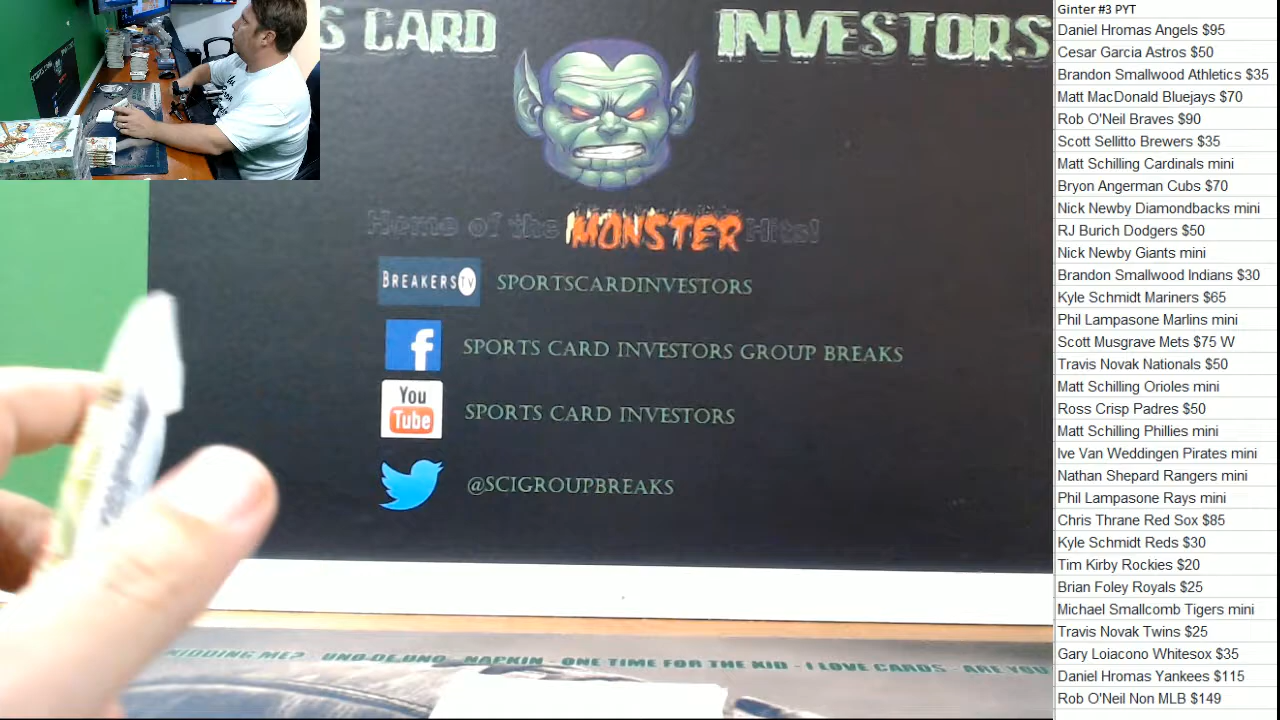 S CARD INVESTORS
Home of the MONSTER Hits!
BREAKERS TV SPORTSCARDINVESTORS
f SPORTS CARD INVESTORS GROUP BREAKS
You Tube SPORTS CARD INVESTORS
@SCIGROUPBREAKS
KIDDING ME? UNO DE UNO - NAPKIN - ONE TIME FOR THE KID - I LOVE CARDS - ARE YOU
Ginter #3 PYT
Daniel Hromas Angels $95
Cesar Garcia Astros $50
Brandon Smallwood Athletics $35
Matt MacDonald Bluejays $70
Rob O'Neil Braves $90
Scott Sellitto Brewers $35
Matt Schilling Cardinals mini
Bryon Angerman Cubs $70
Nick Newby Diamondbacks mini
RJ Burich Dodgers $50
Nick Newby Giants mini
Brandon Smallwood Indians $30
Kyle Schmidt Mariners $65
Phil Lampasone Marlins mini
Scott Musgrave Mets $75 W
Travis Novak Nationals $50
Matt Schilling Orioles mini
Ross Crisp Padres $50
Matt Schilling Phillies mini
Ive Van Weddingen Pirates mini
Nathan Shepard Rangers mini
Phil Lampasone Rays mini
Chris Thrane Red Sox $85
Kyle Schmidt Reds $30
Tim Kirby Rockies $20
Brian Foley Royals $25
Michael Smallcomb Tigers mini
Travis Novak Twins $25
Gary Loiacono Whitesox $35
Daniel Hromas Yankees $115
Rob O'Neil Non MLB $149